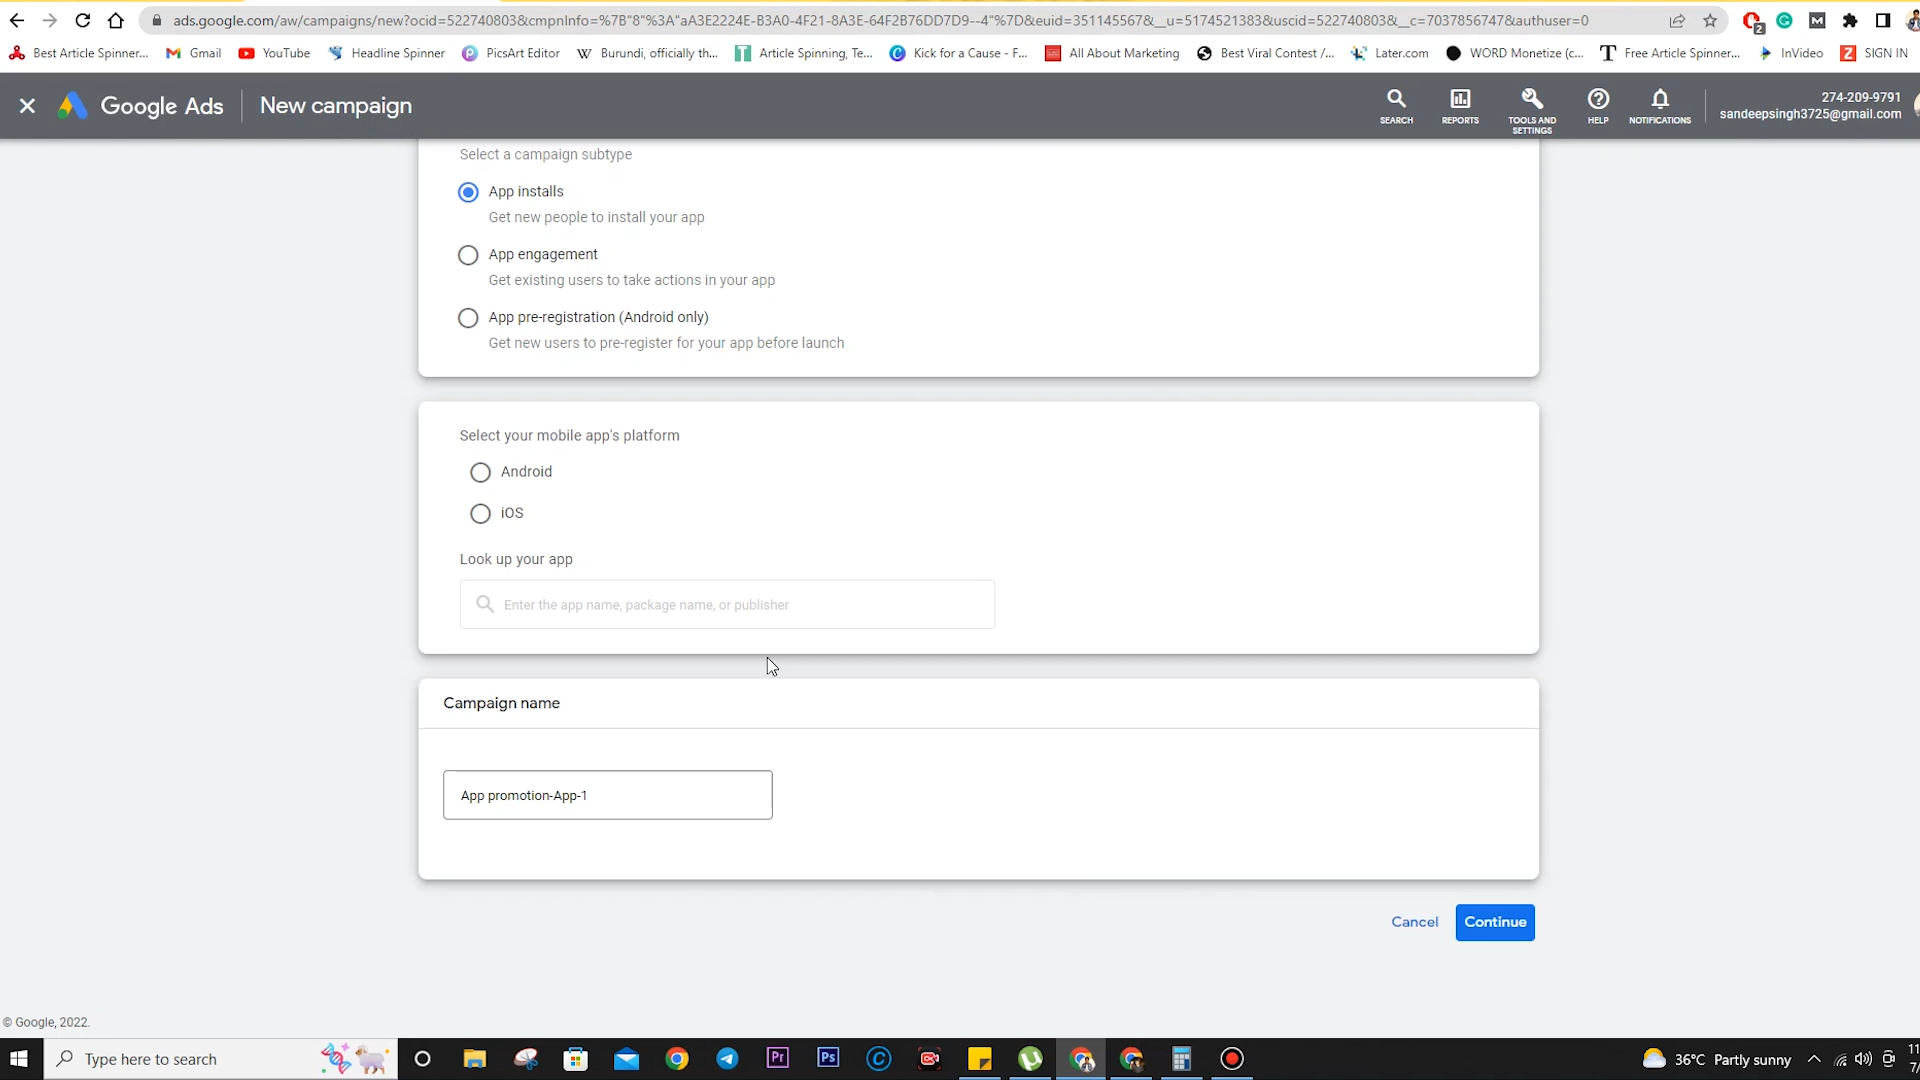 ads.google.com/aw/campaigns/new?ocid=522740803&cmpnInfo=%7B"8"%3A"aA3E2224E-B3A0-4F21-8A3E-64F2B76DD7D9--4"%7D&euid=351145567&__u=5174521383&uscid=522740803&__c=7037856747&authuser=0
2
Best Article Spinner... Gmail YouTube Headline Spinner PicsArt Editor Burundi, officially th... Article Spinning, Te... Kick for a Cause - F... All About Marketing Best Viral Contest /... Later.com WORD Monetize (c... Free Article Spinner... InVideo SIGN IN
Google Ads New campaign
SEARCH REPORTS TOOLS AND SETTINGS HELP NOTIFICATIONS
274-209-9791
sandeepsingh3725@gmail.com
Select a campaign subtype
App installs
Get new people to install your app
App engagement
Get existing users to take actions in your app
App pre-registration (Android only)
Get new users to pre-register for your app before launch
Select your mobile app's platform
Android
iOS
Look up your app
Enter the app name, package name, or publisher
Campaign name
App promotion-App-1
Cancel Continue
© Google, 2022.
Type here to search
Pr Ps
36°C Partly sunny